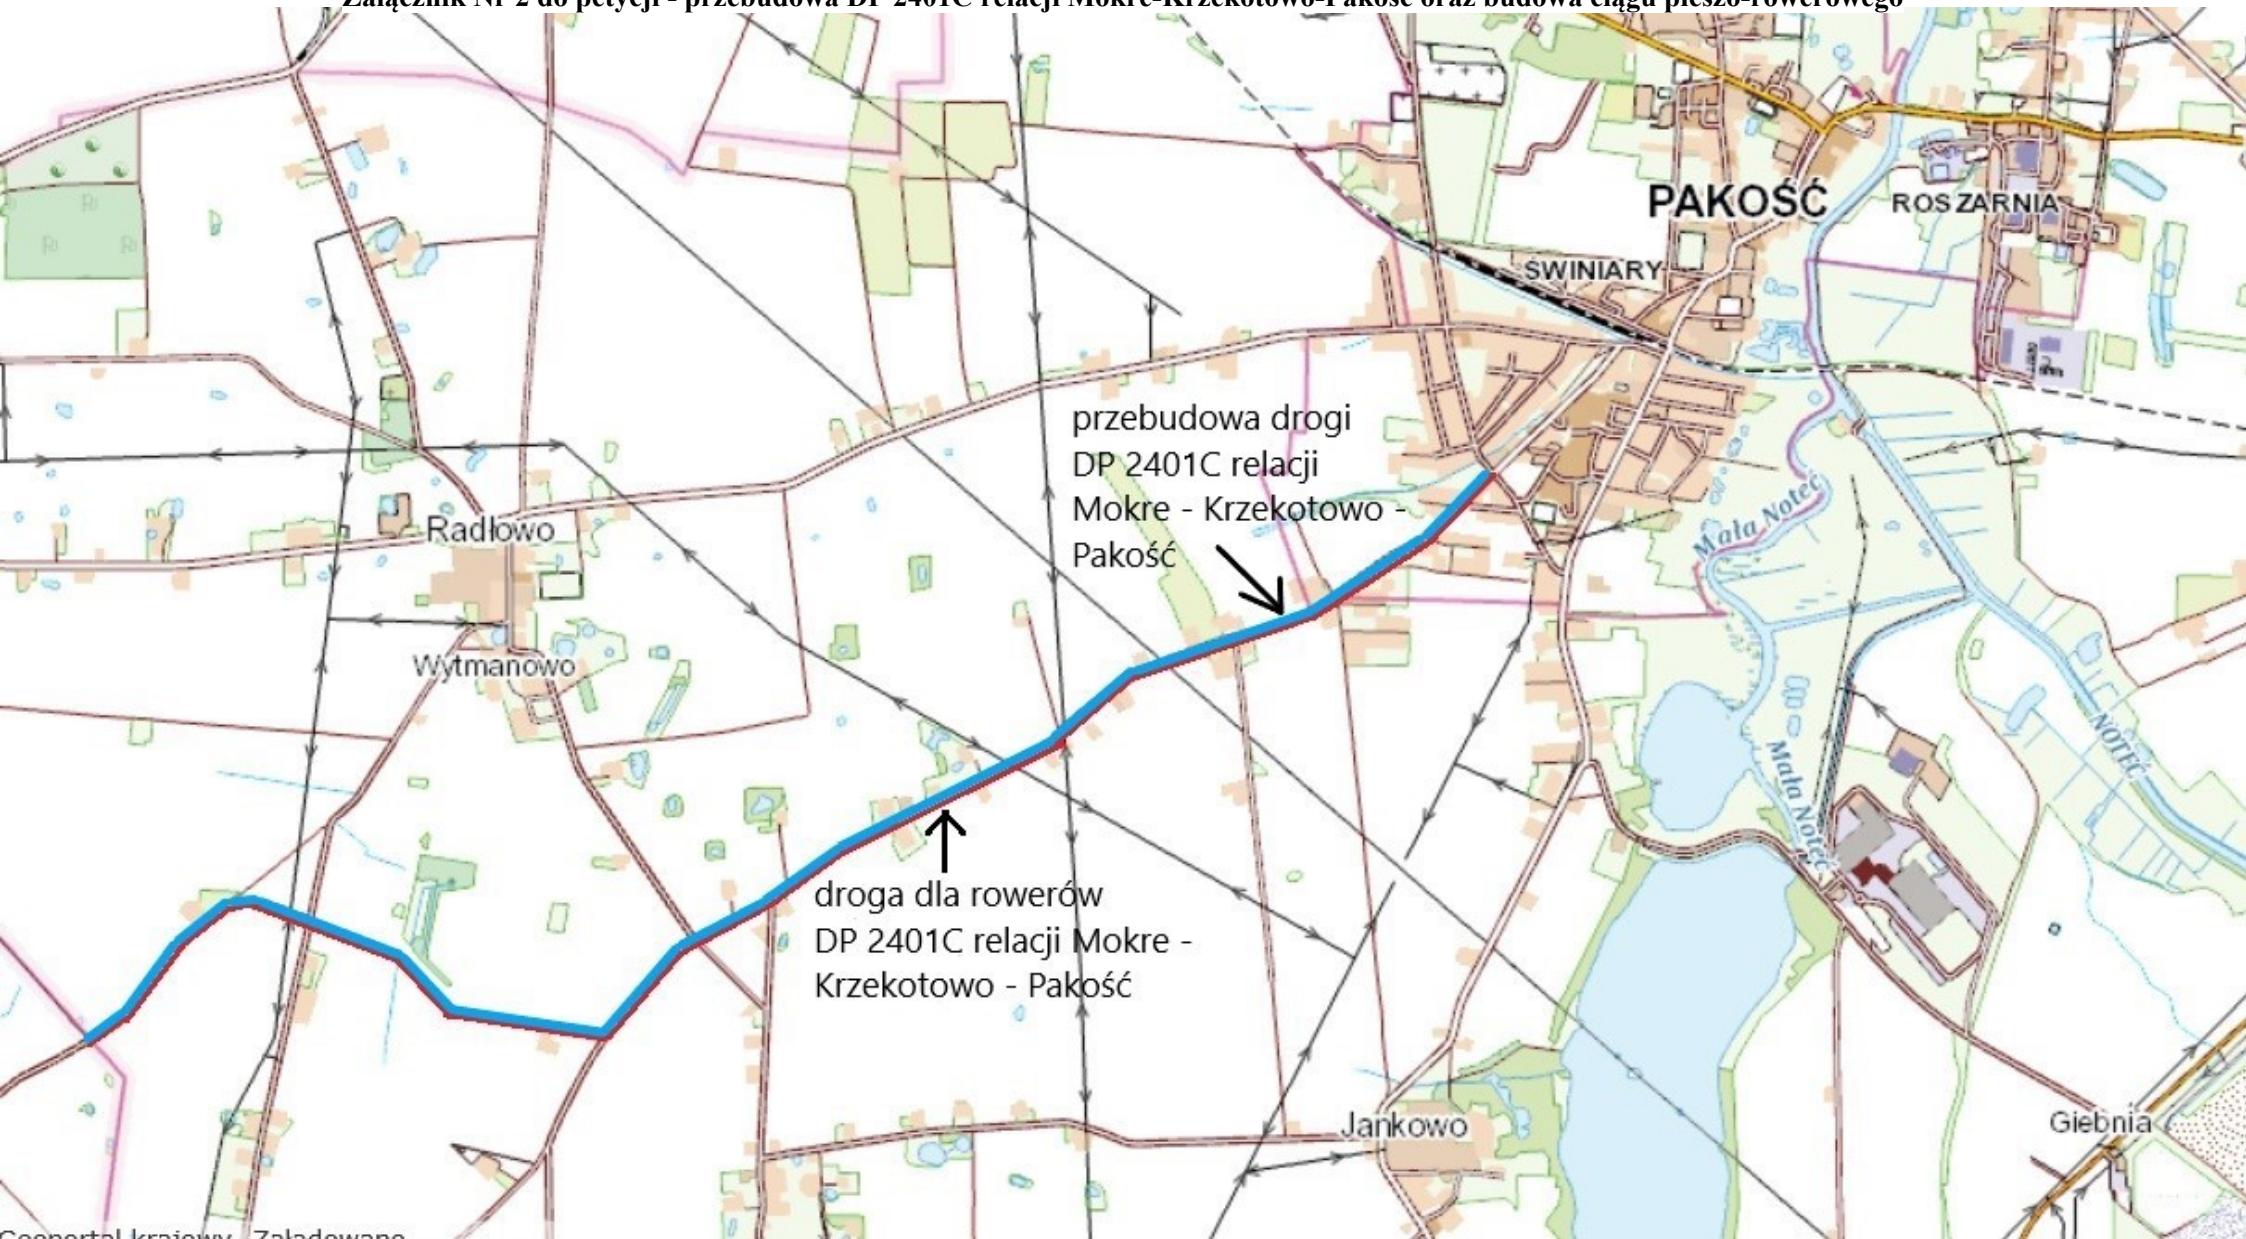 Załącznik Nr 2 do petycji - przebudowa DP 2401C relacji Mokre-Krzekotowo-Pakość oraz budowa ciągu pieszo-rowerowego
PAKOŚĆ
ROSZARNIA
ŚWINIARY
przebudowa drogi
DP 2401C relacji
Mokre - Krzekotowo -
Pakość
Mała Noteć
Radłowo
Wytmanowo
NOTEĆ
Mała Noteć
droga dla rowerów
DP 2401C relacji Mokre -
Krzekotowo - Pakość
Jankowo
Giebnia
Geoportal krajowy Załadowano